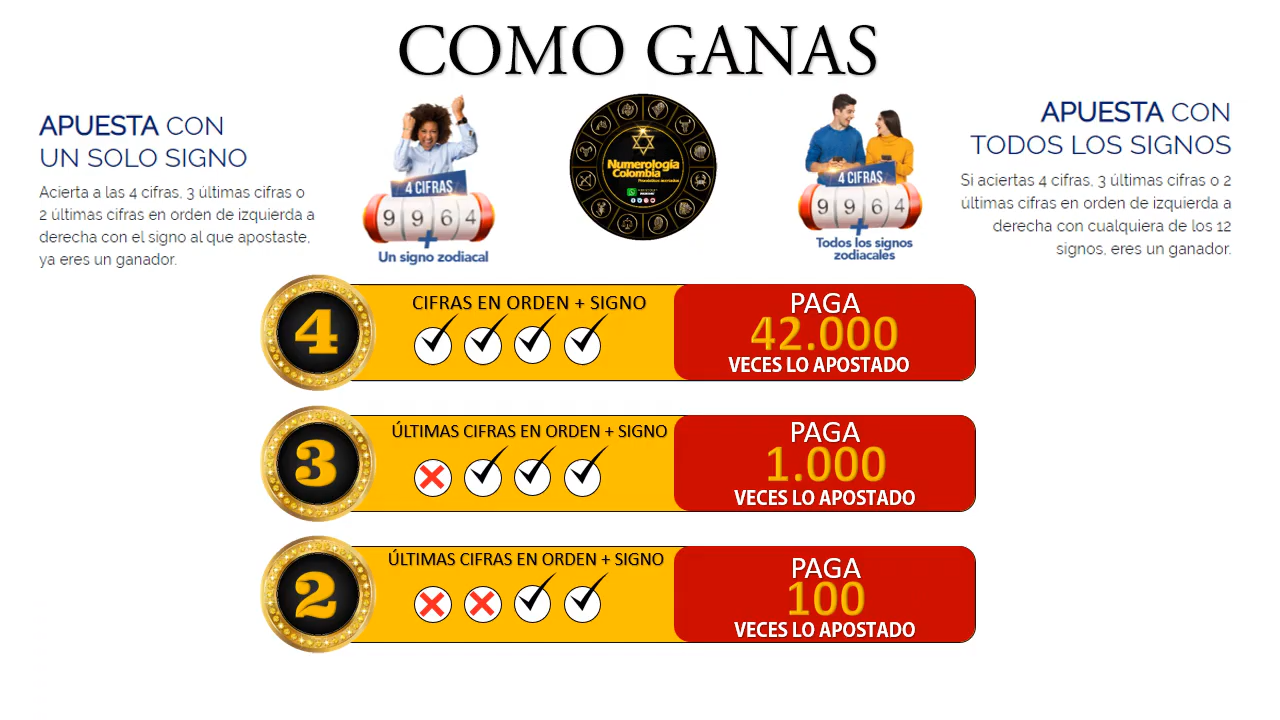 COMO GANAS
APUESTA CON
UN SOLO SIGNO
Acierta a las 4 cifras, 3 últimas cifras o
2 últimas cifras en orden de izquierda a
derecha con el signo al que apostaste,
ya eres un ganador.
4 CIFRAS
9 9 6 4
+
Un signo zodiacal
Numerología
Colombia
4 CIFRAS
9 9 6 4
+
Todos los signos
zodiacales
APUESTA CON
TODOS LOS SIGNOS
Si aciertas 4 cifras, 3 últimas cifras o 2
últimas cifras en orden de izquierda a
derecha con cualquiera de los 12
signos, eres un ganador.
4
CIFRAS EN ORDEN + SIGNO
PAGA
42.000
VECES LO APOSTADO
3
ÚLTIMAS CIFRAS EN ORDEN + SIGNO
PAGA
1.000
VECES LO APOSTADO
2
ÚLTIMAS CIFRAS EN ORDEN + SIGNO
PAGA
100
VECES LO APOSTADO